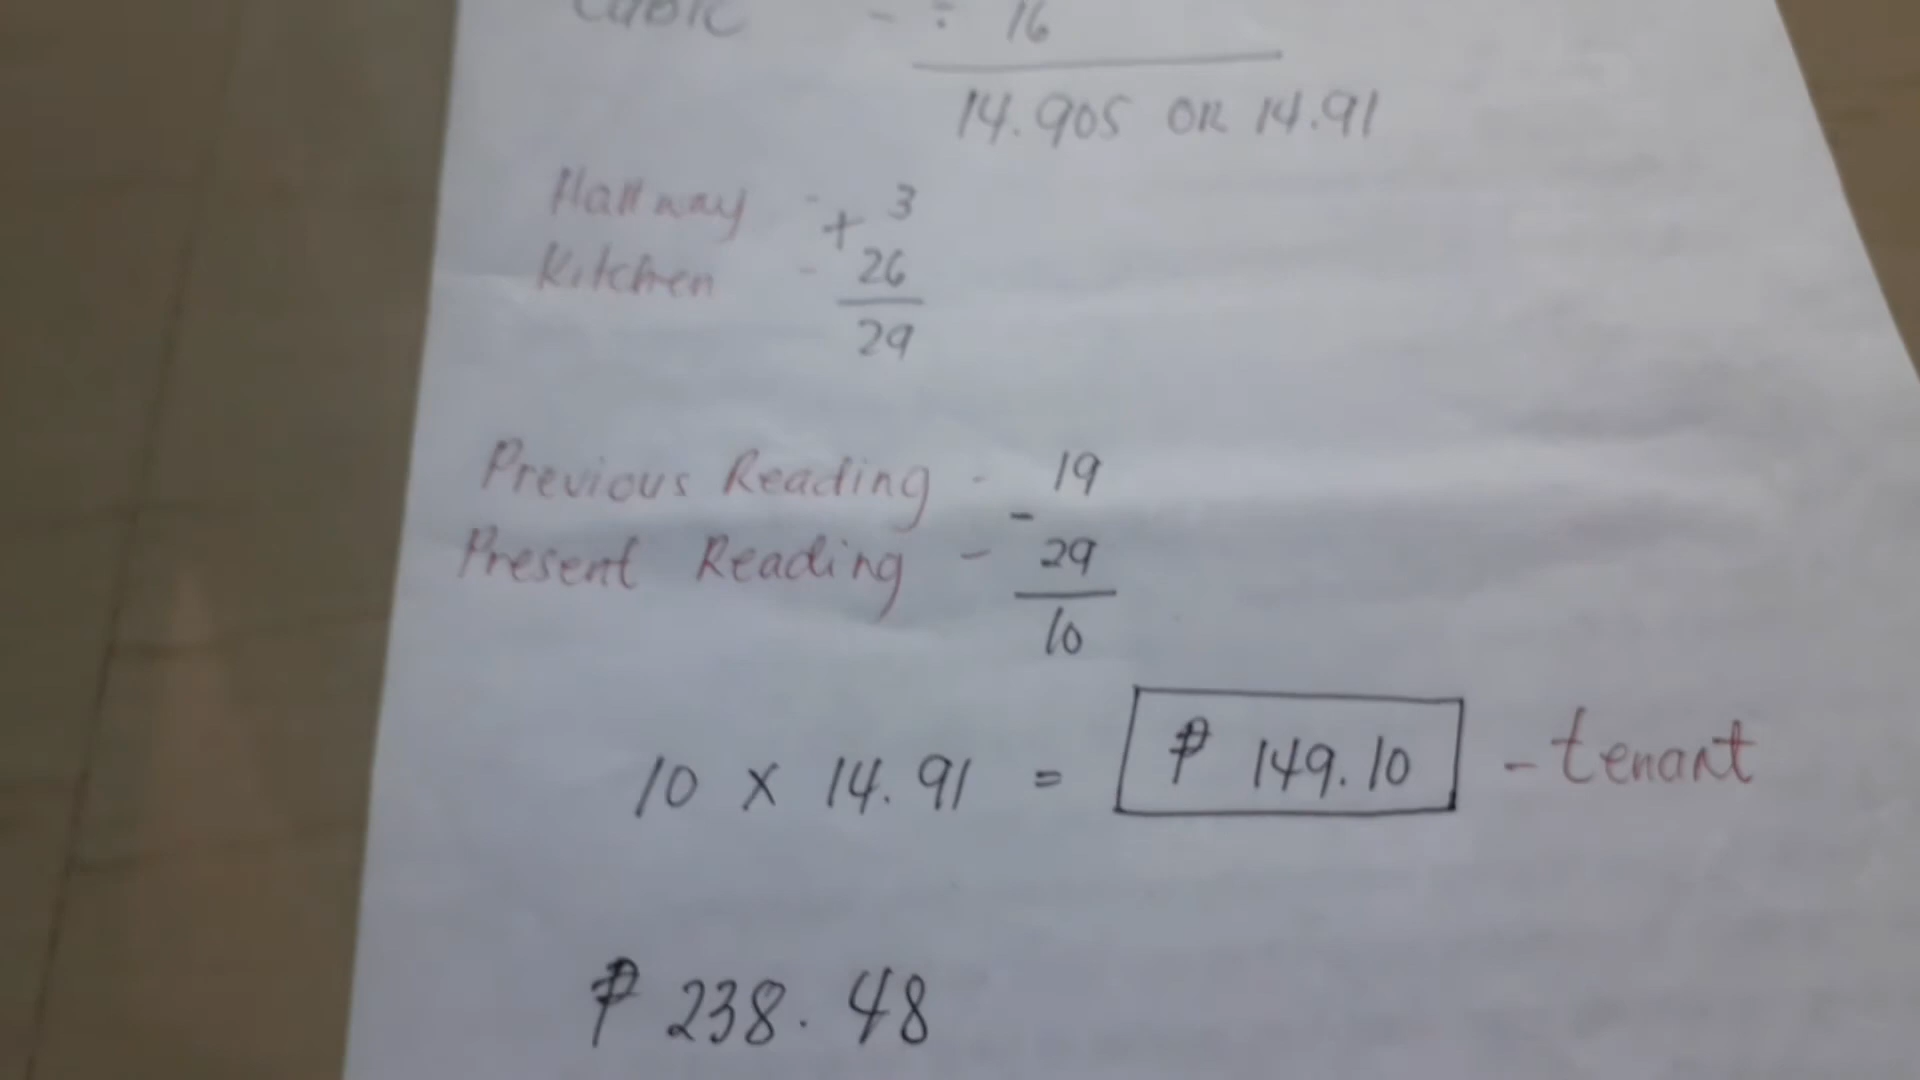 Cubic - ÷ 16
14.905 OR 14.91
Hallway - 3
+
Kitchen - 26
29
Previous Reading - 19
-
Present Reading - 29
10
10 x 14.91 = ₱ 149.10 - tenant
₱ 238.48